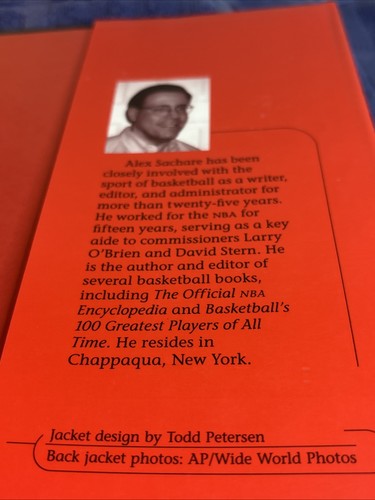 Alex Sachare has been
closely involved with the
sport of basketball as a writer,
editor, and administrator for
more than twenty-five years.
He worked for the NBA for
fifteen years, serving as a key
aide to commissioners Larry
O'Brien and David Stern. He
is the author and editor of
several basketball books,
including The Official NBA
Encyclopedia and Basketball's
100 Greatest Players of All
Time. He resides in
Chappaqua, New York.
Jacket design by Todd Petersen
Back jacket photos: AP/Wide World Photos